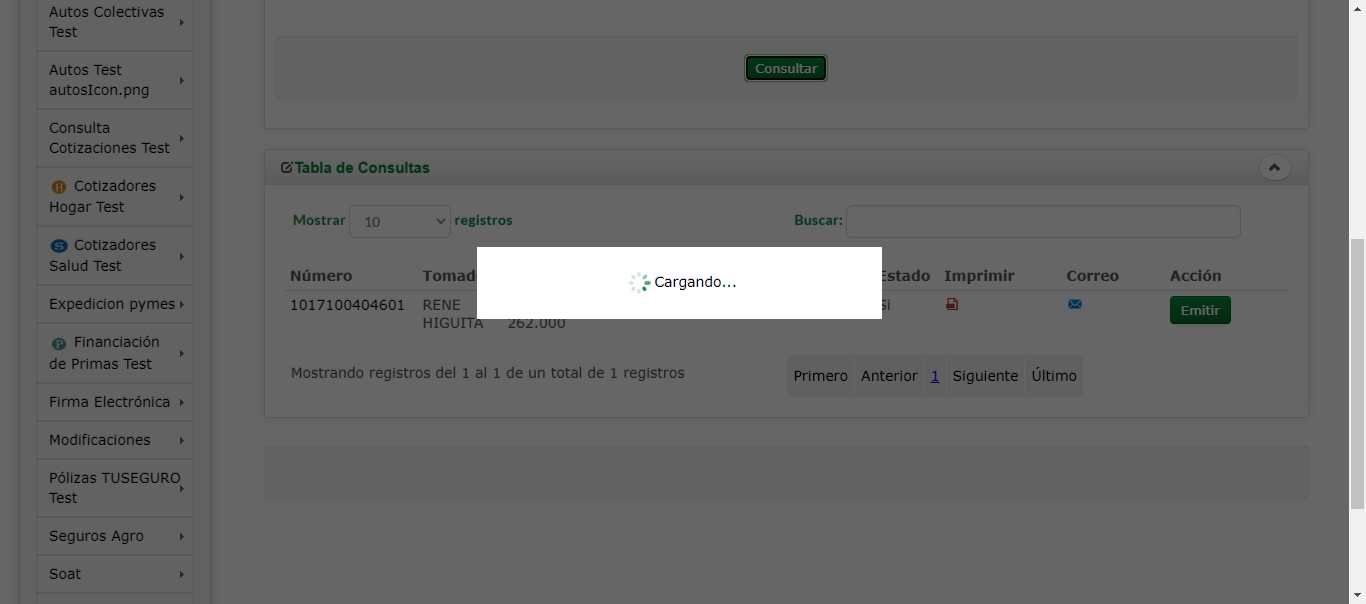 Autos Colectivas
Test
Autos Test
autosIcon.png
Consulta
Cotizaciones Test
H Cotizadores
Hogar Test
S Cotizadores
Salud Test
Expedicion pymes
P Financiación
de Primas Test
Firma Electrónica
Modificaciones
Pólizas TUSEGURO
Test
Seguros Agro
Soat
Consultar
Tabla de Consultas
Mostrar 10 registros
Buscar:
Número Estado Imprimir Correo Acción
1017100404601 RENE Si Emitir
HIGUITA 262.000
Cargando...
Mostrando registros del 1 al 1 de un total de 1 registros
Primero Anterior 1 Siguiente Último